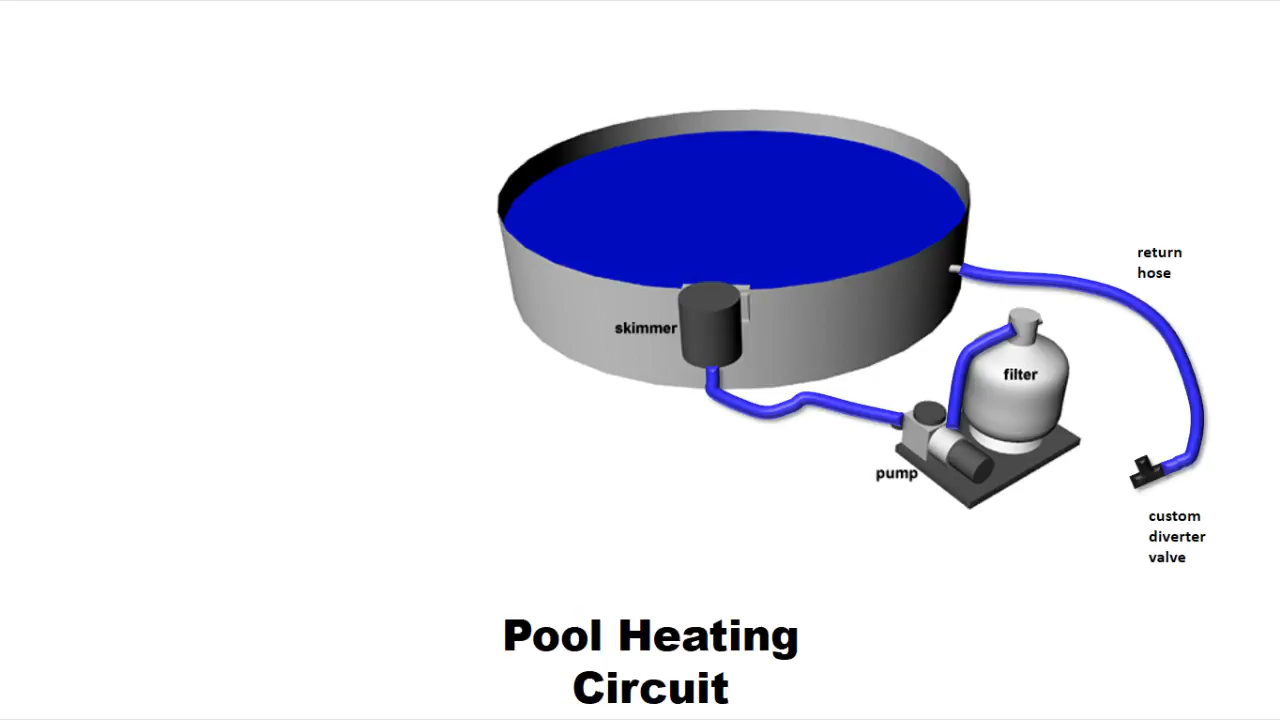 return
hose
skimmer
filter
pump
custom
diverter
valve
Pool Heating
Circuit